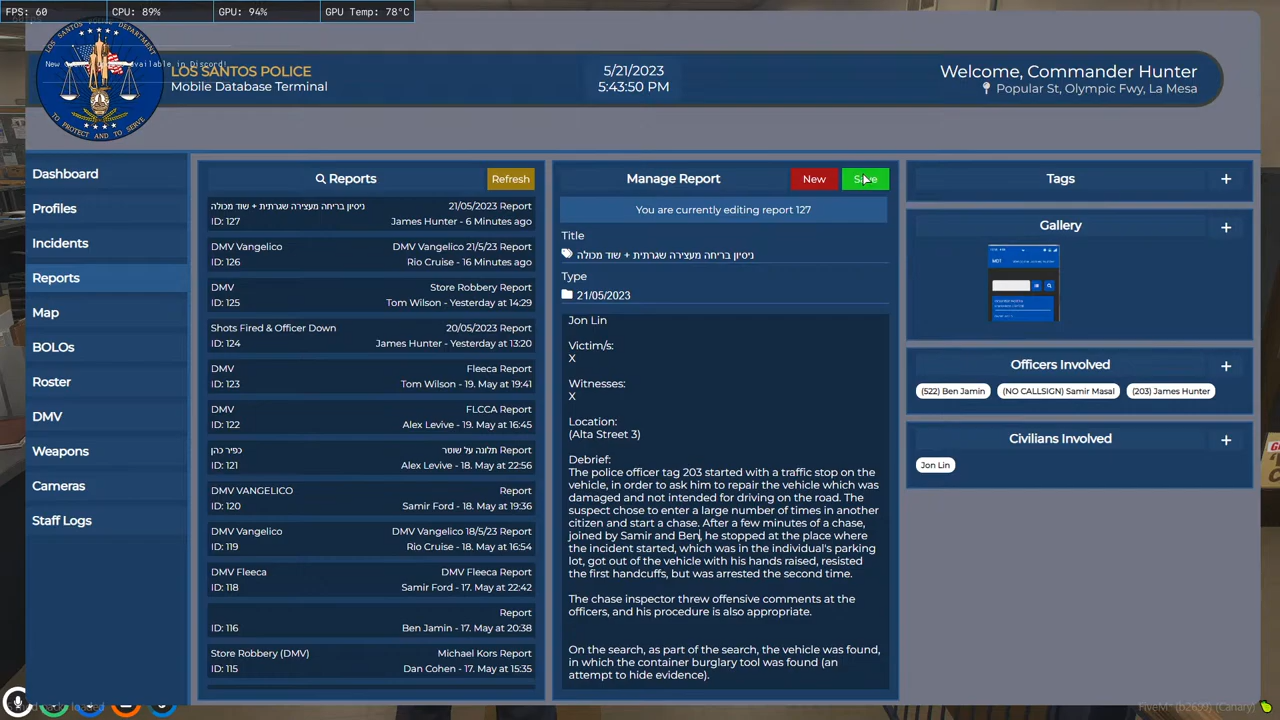 FPS: 60
CPU: 89%
GPU: 94%
GPU Temp: 78°C
LOS SANTOS POLICE DEPARTMENT
TO PROTECT AND TO SERVE
available in Discord!
LOS SANTOS POLICE
Mobile Database Terminal
5/21/2023
5:43:50 PM
Welcome, Commander Hunter
Popular St, Olympic Fwy, La Mesa
Dashboard
Profiles
Incidents
Reports
Map
BOLOs
Roster
DMV
Weapons
Cameras
Staff Logs
Reports
Refresh
ניסיון בריחה מעצירה שגרתית + שוד מכולה
21/05/2023 Report
ID: 127
James Hunter - 6 Minutes ago
DMV Vangelico
DMV Vangelico 21/5/23 Report
ID: 126
Rio Cruise - 16 Minutes ago
DMV
Store Robbery Report
ID: 125
Tom Wilson - Yesterday at 14:29
Shots Fired & Officer Down
20/05/2023 Report
ID: 124
James Hunter - Yesterday at 13:20
DMV
Fleeca Report
ID: 123
Tom Wilson - 19. May at 19:41
DMV
FLCCA Report
ID: 122
Alex Levive - 19. May at 16:45
כפיר כהן
תלונה על שוטר Report
ID: 121
Alex Levive - 18. May at 22:56
DMV VANGELICO
Report
ID: 120
Samir Ford - 18. May at 19:36
DMV Vangelico
DMV Vangelico 18/5/23 Report
ID: 119
Rio Cruise - 18. May at 16:54
DMV Fleeca
DMV Fleeca Report
ID: 118
Samir Ford - 17. May at 22:42
Report
ID: 116
Ben Jamin - 17. May at 20:38
Store Robbery (DMV)
Michael Kors Report
ID: 115
Dan Cohen - 17. May at 15:35
Manage Report
New
Save
You are currently editing report 127
Title
ניסיון בריחה מעצירה שגרתית + שוד מכולה
Type
21/05/2023
Jon Lin
Victim/s:
X
Witnesses:
X
Location:
(Alta Street 3)
Debrief:
The police officer tag 203 started with a traffic stop on the
vehicle, in order to ask him to repair the vehicle which was
damaged and not intended for driving on the road. The
suspect chose to enter a large number of times in another
citizen and start a chase. After a few minutes of a chase,
joined by Samir and Ben, he stopped at the place where
the incident started, which was in the individual's parking
lot, got out of the vehicle with his hands raised, resisted
the first handcuffs, but was arrested the second time.
The chase inspector threw offensive comments at the
officers, and his procedure is also appropriate.
On the search, as part of the search, the vehicle was found,
in which the container burglary tool was found (an
attempt to hide evidence).
Tags
Gallery
Officers Involved
(522) Ben Jamin
(NO CALLSIGN) Samir Masal
(203) James Hunter
Civilians Involved
Jon Lin
loaded
FiveM* (b2699) (Canary)